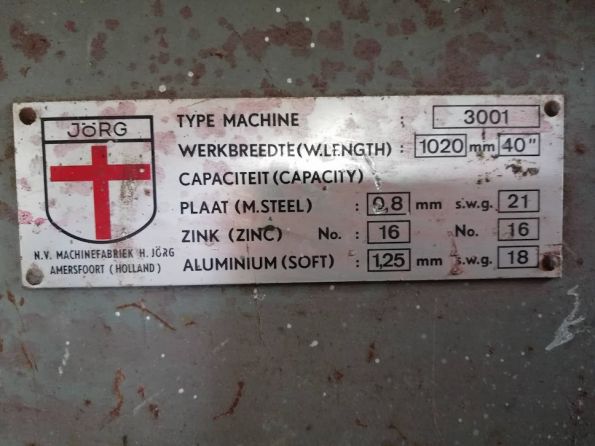 JÖRG
N.V. MACHINEFABRIEK H. JÖRG
AMERSFOORT (HOLLAND)
TYPE MACHINE : 3001
WERKBREEDTE (W.LENGTH) : 1020 mm 40"
CAPACITEIT (CAPACITY)
PLAAT (M.STEEL) : 0,8 mm s.w.g. 21
ZINK (ZINC) No. : 16 No. 16
ALUMINIUM (SOFT) : 1,25 mm s.w.g. 18